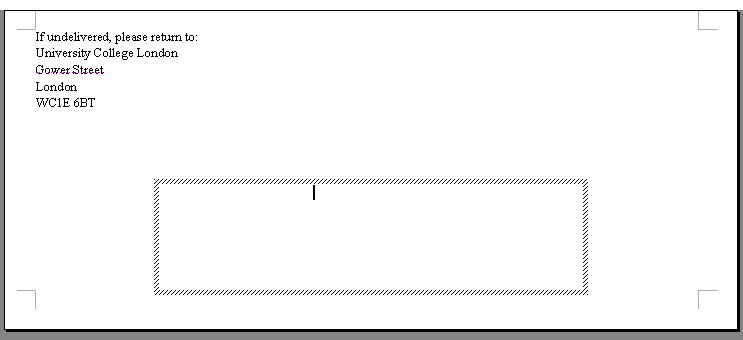 If undelivered, please return to:
University College London
Gower Street
London
WC1E 6BT